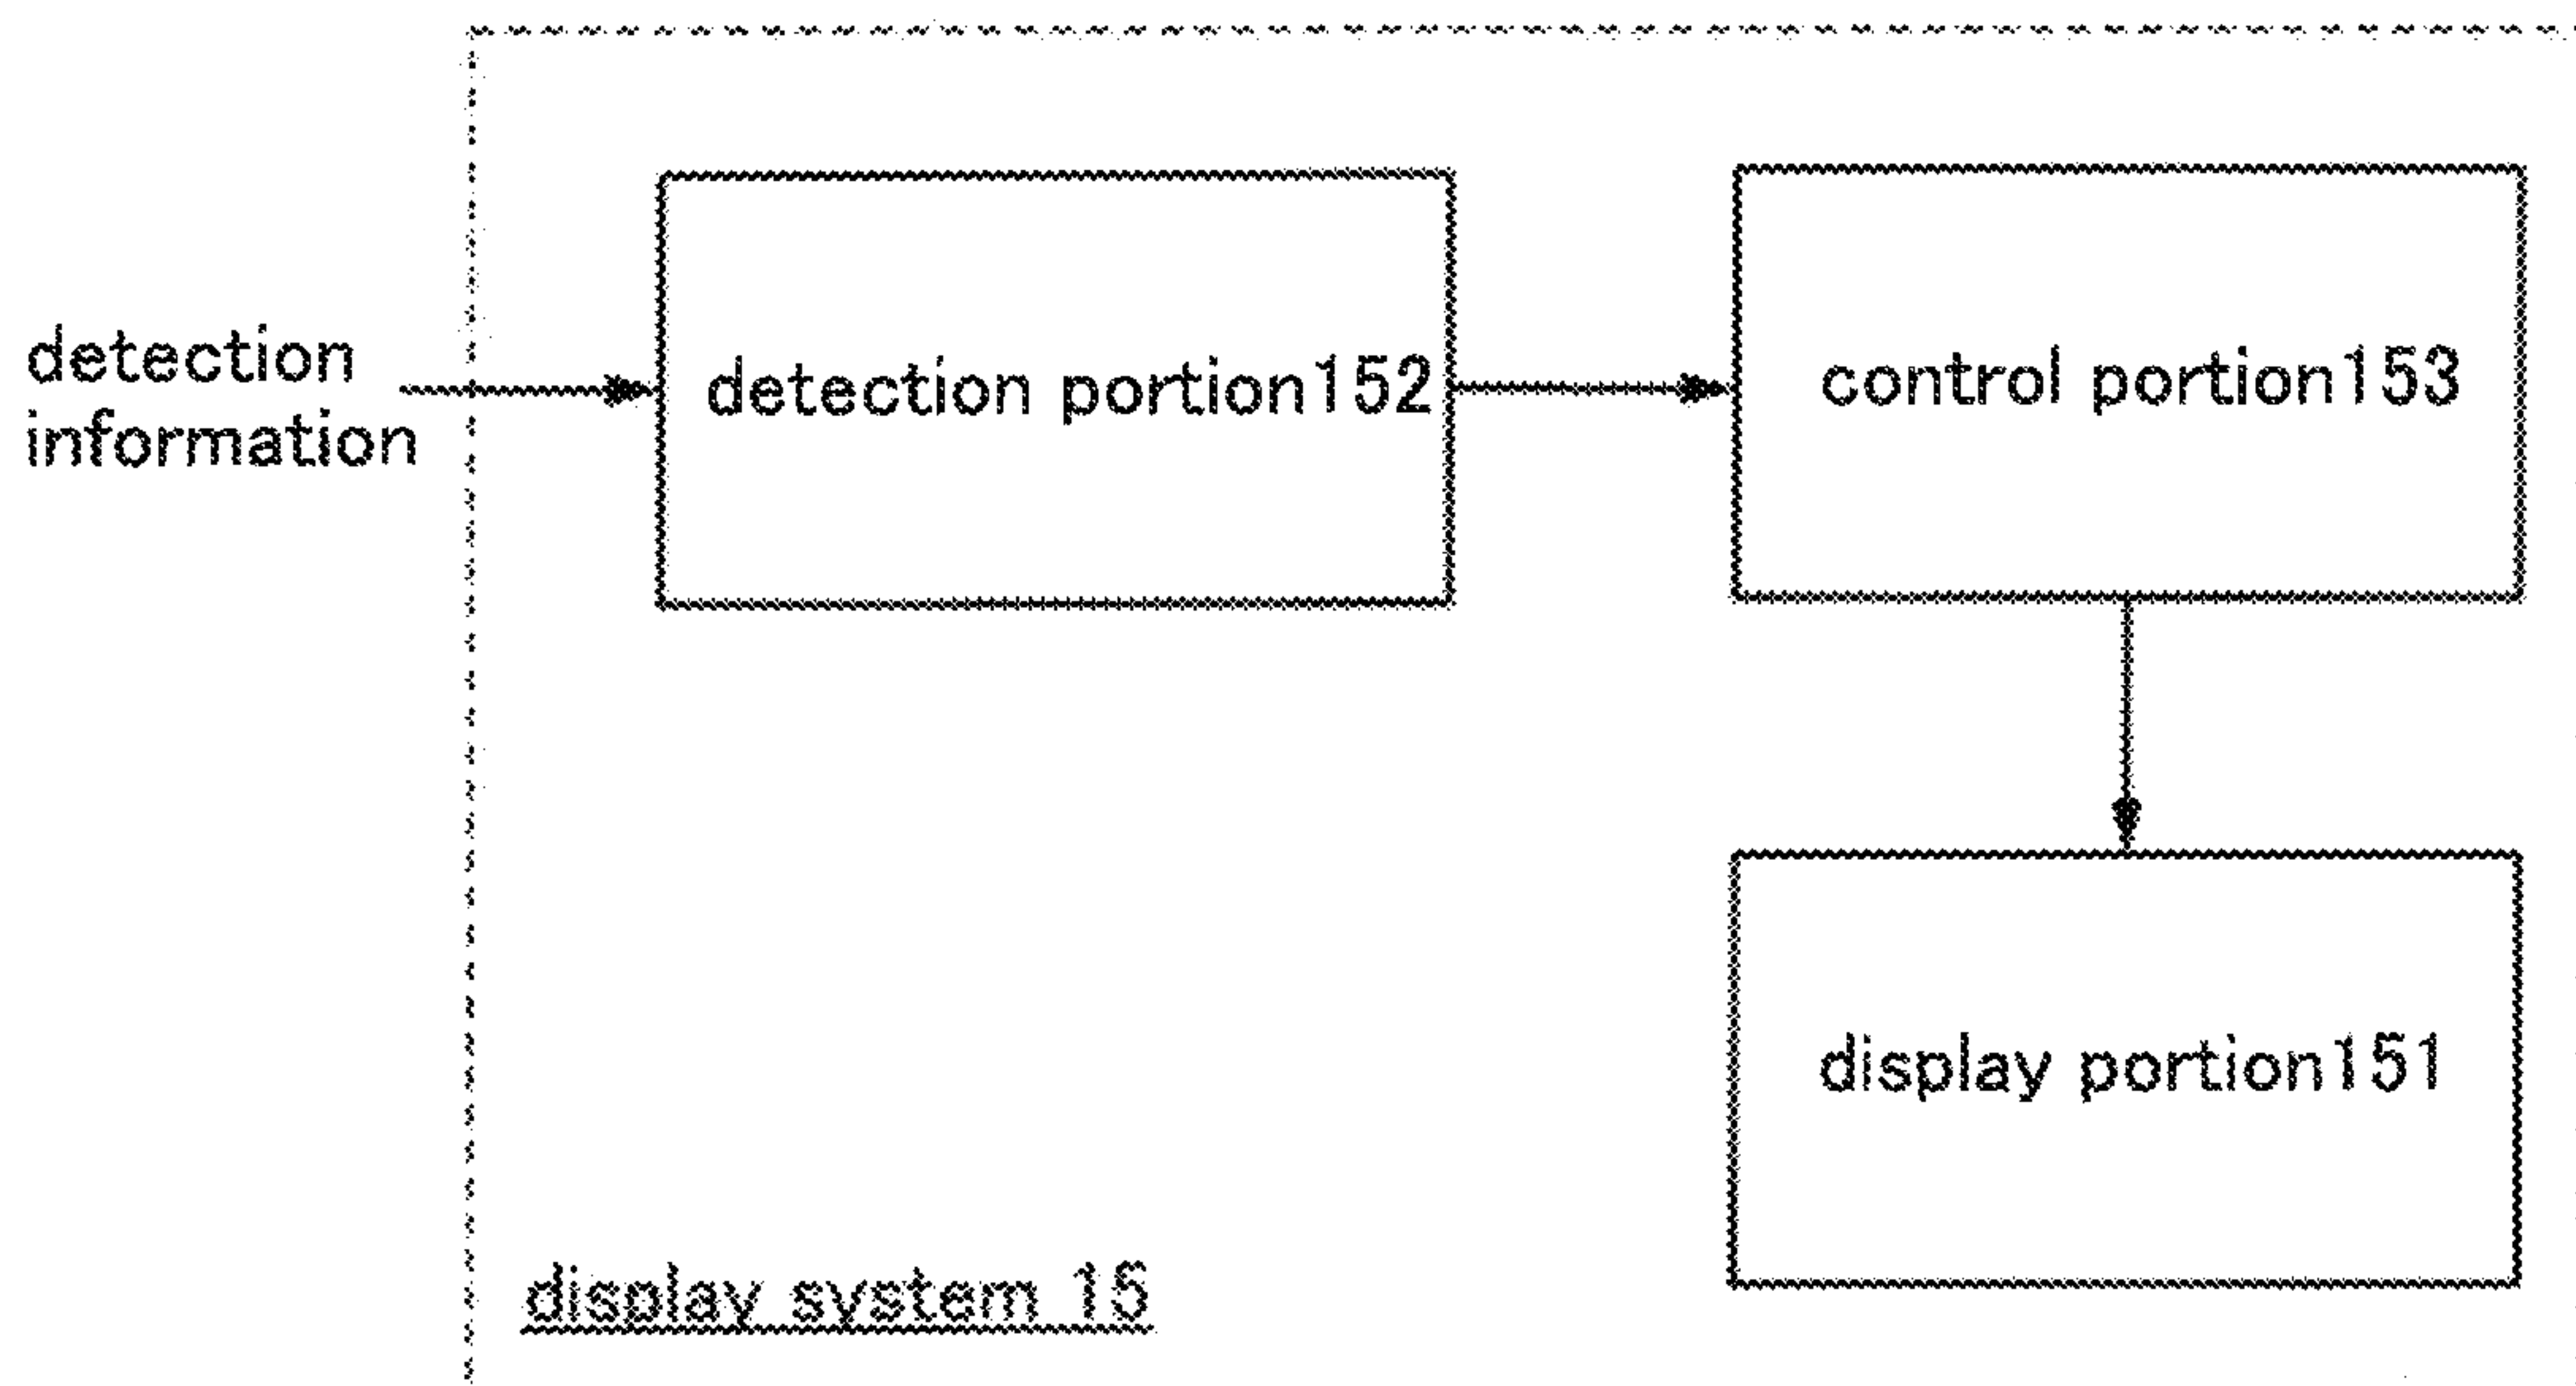 detection
information
detection portion152
control portion153
display portion151
display system 15